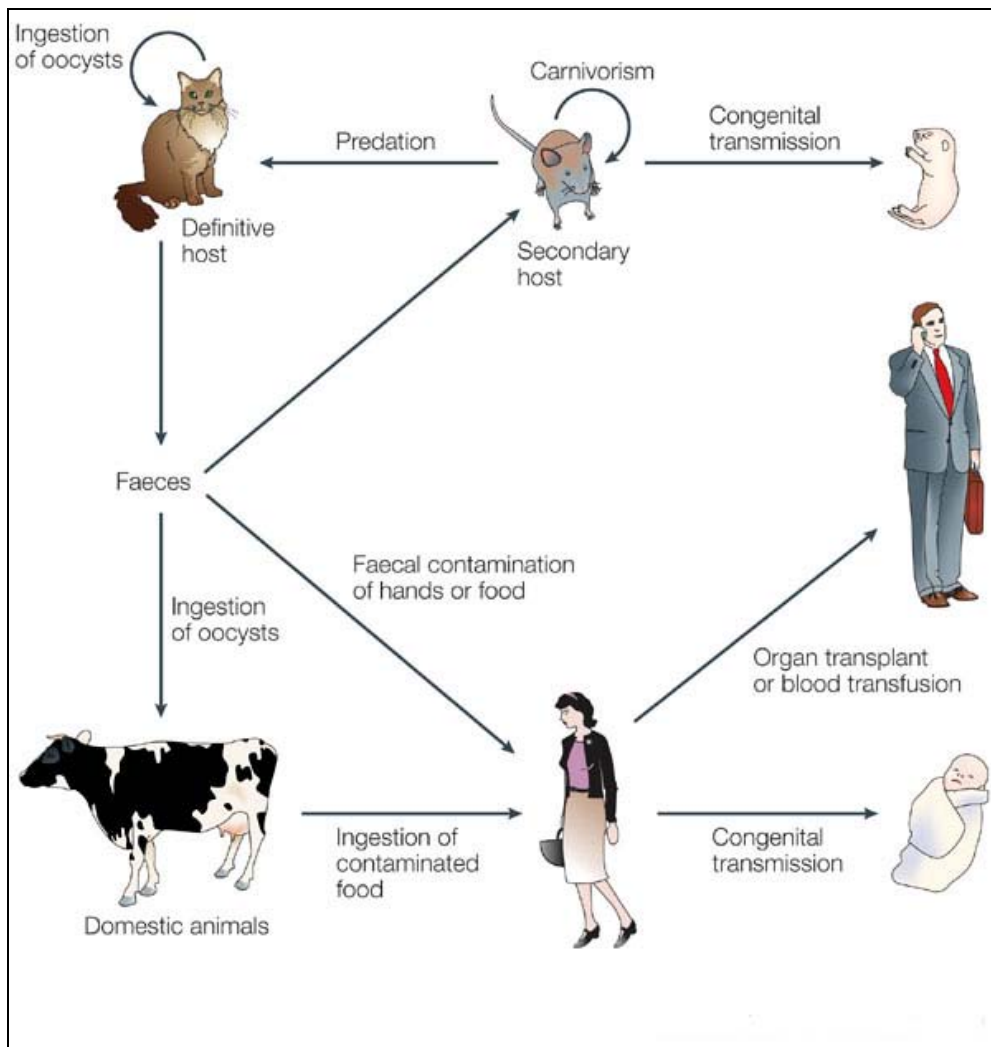 Ingestion
of oocysts
Carnivorism
Congenital
transmission
Predation
Definitive
host
Secondary
host
Faeces
Faecal contamination
of hands or food
Ingestion
of oocysts
Organ transplant
or blood transfusion
Ingestion of
contaminated
food
Congenital
transmission
Domestic animals